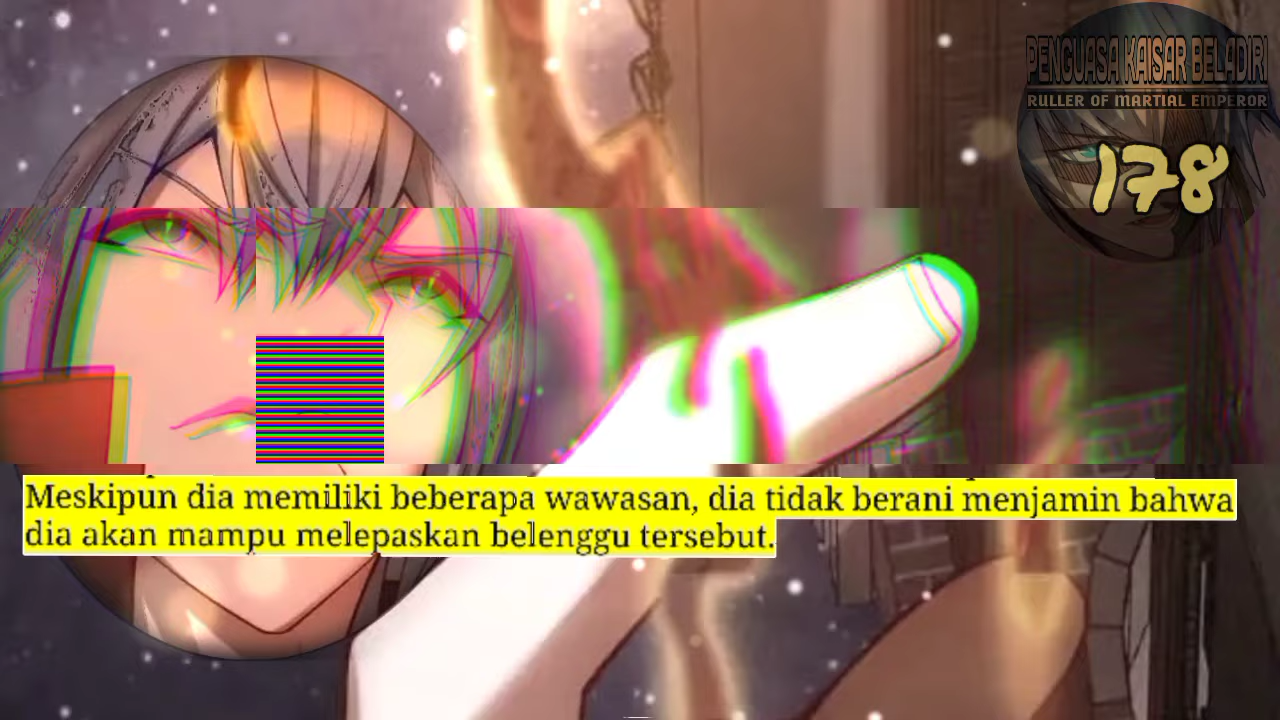 PENGUASA KAISAR BELADIRI
RULLER OF MARTIAL EMPEROR
178
Meskipun dia memiliki beberapa wawasan, dia tidak berani menjamin bahwa
dia akan mampu melepaskan belenggu tersebut.